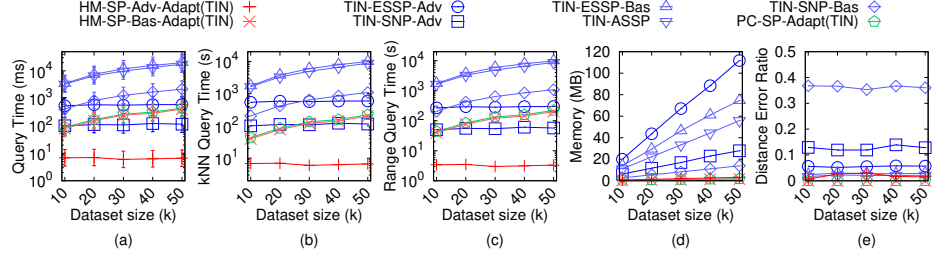 HM-SP-Adv-Adapt(TIN) TIN-ESSP-Adv TIN-ESSP-Bas TIN-SNP-Bas
HM-SP-Bas-Adapt(TIN) TIN-SNP-Adv TIN-ASSP PC-SP-Adapt(TIN)
Query Time (ms)
10^4
10^3
10^2
10^1
10^0
10 20 30 40 50
Dataset size (k)
(a)
kNN Query Time (s)
10^4
10^3
10^2
10^1
10 20 30 40 50
Dataset size (k)
(b)
Range Query Time (s)
10^4
10^3
10^2
10^1
10^0
10 20 30 40 50
Dataset size (k)
(c)
Memory (MB)
120
100
80
60
40
20
0
10 20 30 40 50
Dataset size (k)
(d)
Distance Error Ratio
0.5
0.4
0.3
0.2
0.1
0
10 20 30 40 50
Dataset size (k)
(e)